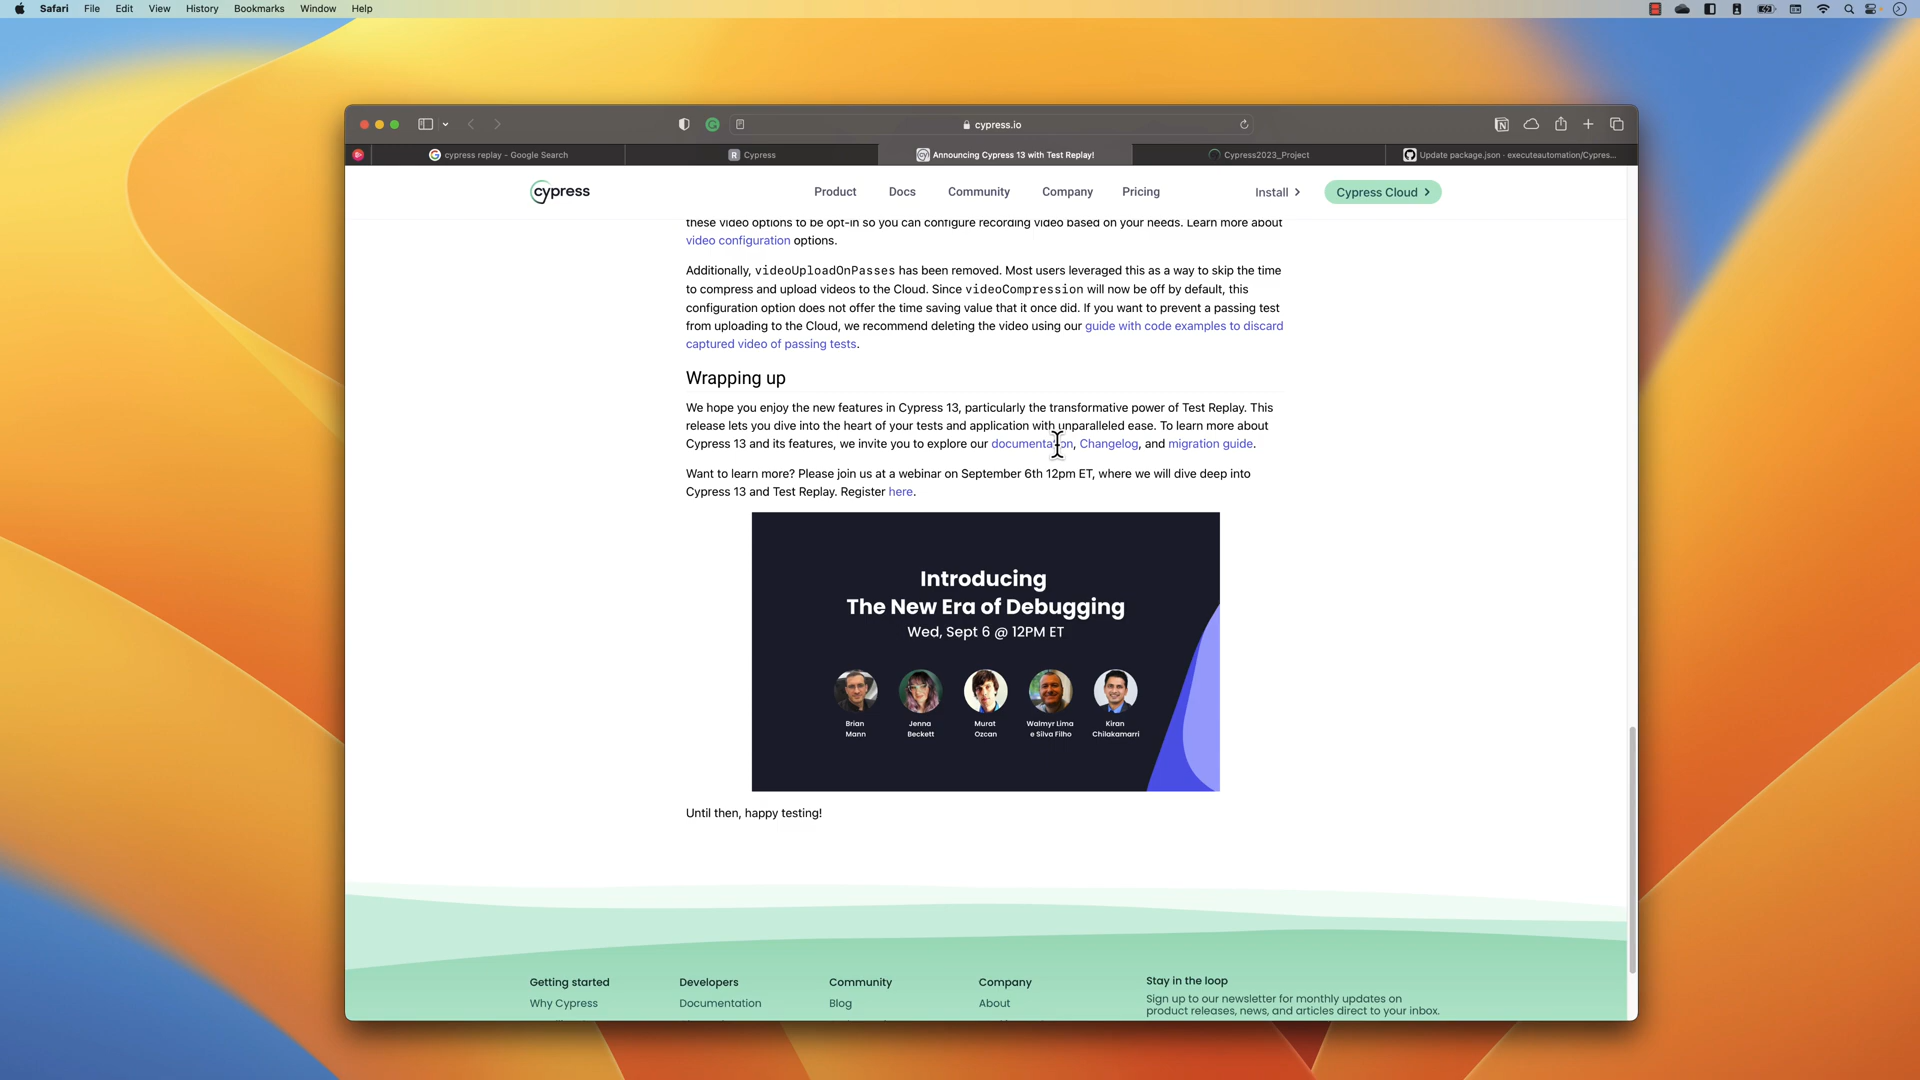 Safari File Edit View History Bookmarks Window Help
cypress.io
cypress replay - Google Search
Cypress
Announcing Cypress 13 with Test Replay!
Cypress2023_Project
Update package.json · executeautomation/Cypres...
cypress
Product Docs Community Company Pricing
Install
Cypress Cloud
these video options to be opt-in so you can configure recording video based on your needs. Learn more about
video configuration options.
Additionally, videoUploadOnPasses has been removed. Most users leveraged this as a way to skip the time
to compress and upload videos to the Cloud. Since videoCompression will now be off by default, this
configuration option does not offer the time saving value that it once did. If you want to prevent a passing test
from uploading to the Cloud, we recommend deleting the video using our guide with code examples to discard
captured video of passing tests.
Wrapping up
We hope you enjoy the new features in Cypress 13, particularly the transformative power of Test Replay. This
release lets you dive into the heart of your tests and application with unparalleled ease. To learn more about
Cypress 13 and its features, we invite you to explore our documentation, Changelog, and migration guide.
Want to learn more? Please join us at a webinar on September 6th 12pm ET, where we will dive deep into
Cypress 13 and Test Replay. Register here.
Introducing
The New Era of Debugging
Wed, Sept 6 @ 12PM ET
Brian Mann
Jenna Beckett
Murat Ozcan
Walmyr Lima e Silva Filho
Kiran Chilakamarri
Until then, happy testing!
Getting started Developers Community Company Stay in the loop
Why Cypress Documentation Blog About
Sign up to our newsletter for monthly updates on
product releases, news, and articles direct to your inbox.